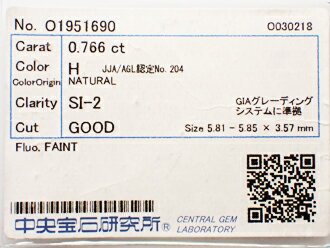 No. O1951690 O030218
Carat 0.766 ct
Color H JJA/AGL認定No. 204
ColorOrigin NATURAL
Clarity SI-2 GIAグレーディング
システムに準拠
Cut GOOD Size 5.81 - 5.85 × 3.57 mm
Fluo. FAINT
中央宝石研究所® CENTRAL GEM
LABORATORY